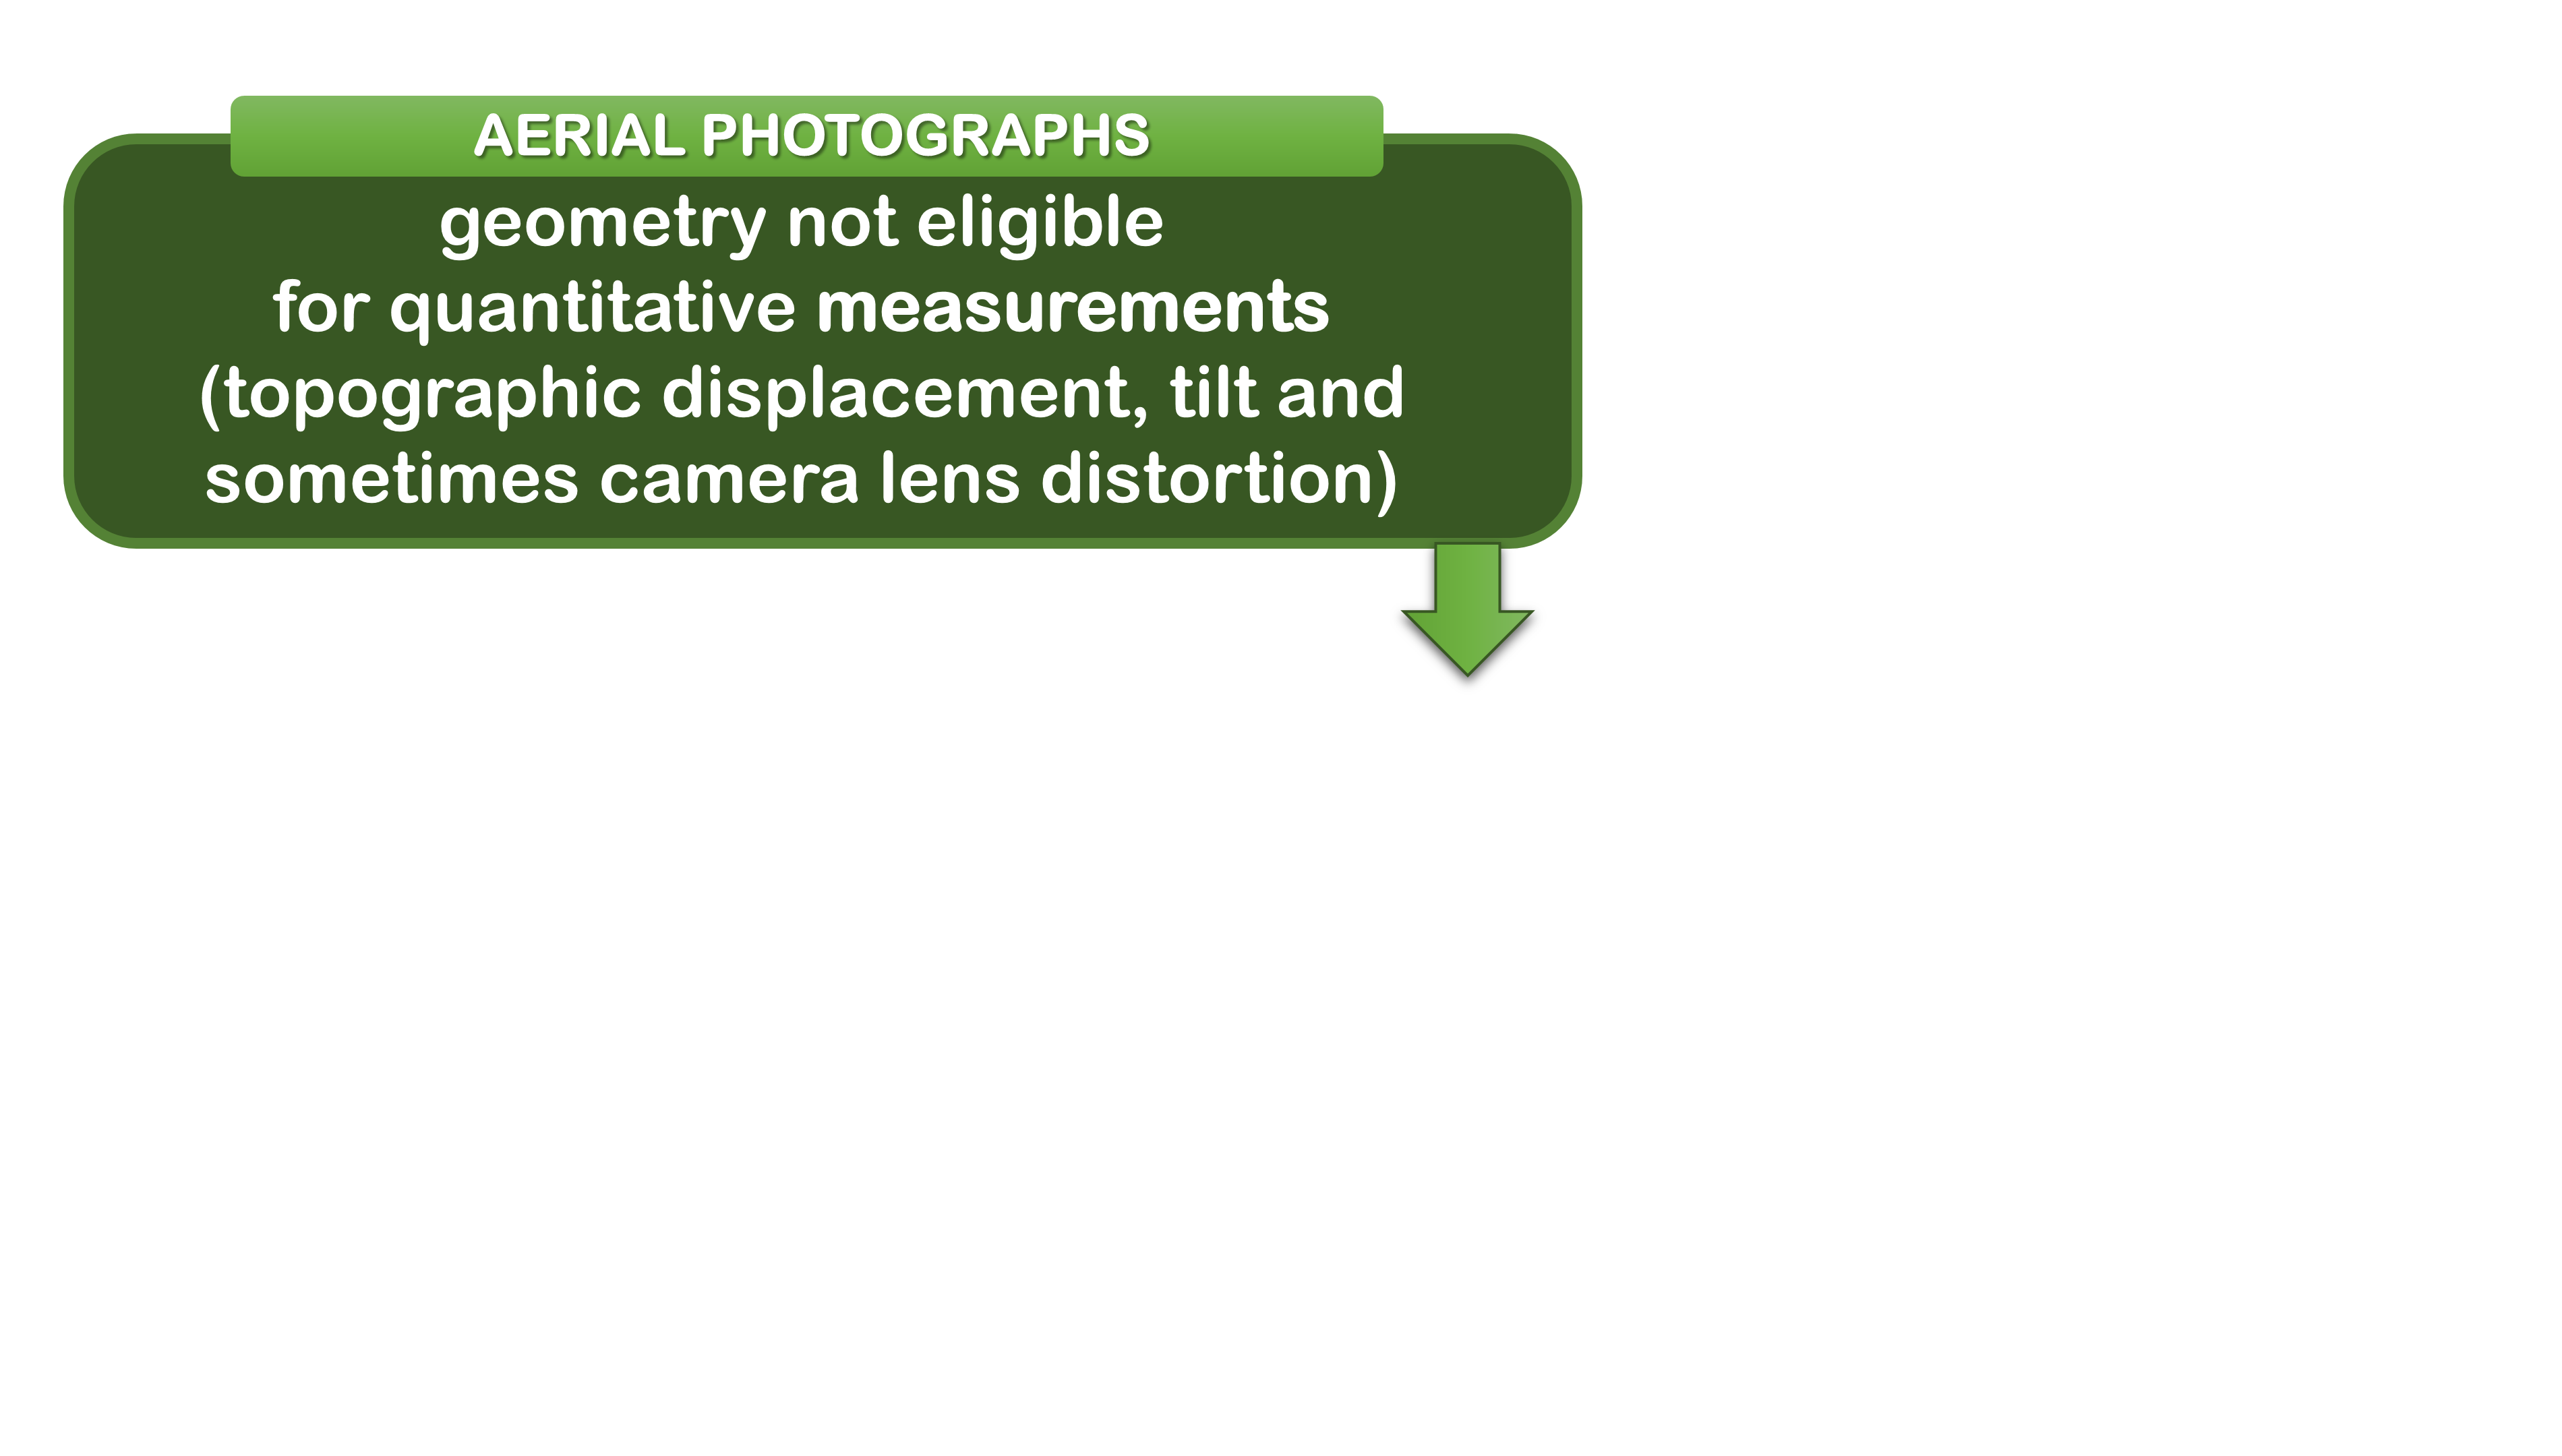 AERIAL PHOTOGRAPHS
geometry not eligible
for quantitative measurements
(topographic displacement, tilt and
sometimes camera lens distortion)